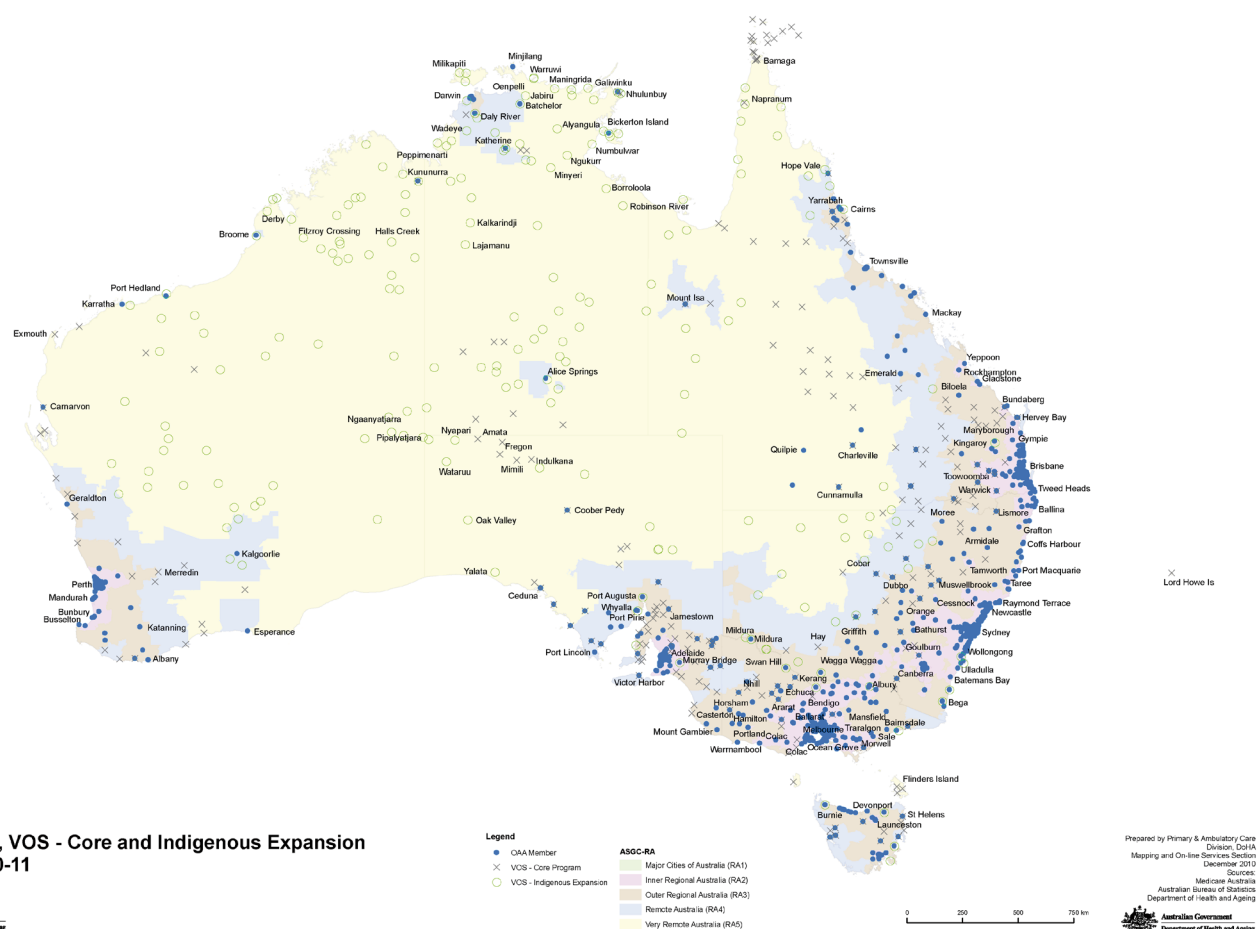 Bamaga
Minjilang
Milikapiti
Warruwi
Maningrida
Galiwinku
Oenpelli
Nhulunbuy
Darwin
Jabiru
Batchelor
Napranum
Daly River
Alyangula
Bickerton Island
Wadeye
Katherine
Numbulwar
Peppimenarti
Ngukurr
Hope Vale
Kununurra
Minyeri
Borroloola
Yarrabah
Cairns
Robinson River
Derby
Kalkarindji
Broome
Fitzroy Crossing
Halls Creek
Lajamanu
Townsville
Port Hedland
Karratha
Mount Isa
Mackay
Exmouth
Yeppoon
Alice Springs
Emerald
Rockhampton
Gladstone
Biloela
Carnarvon
Bundaberg
Ngaanyatjarra
Hervey Bay
Nyapari
Amata
Maryborough
Pipalyatjara
Gympie
Fregon
Kingaroy
Quilpie
Charleville
Indulkana
Wataruu
Mimili
Brisbane
Toowoomba
Cunnamulla
Warwick
Tweed Heads
Geraldton
Coober Pedy
Moree
Lismore
Ballina
Oak Valley
Grafton
Armidale
Coffs Harbour
Kalgoorlie
Cobar
Merredin
Yalata
Tamworth
Port Macquarie
Perth
Ceduna
Dubbo
Muswellbrook
Taree
Lord Howe Is
Mandurah
Port Augusta
Cessnock
Raymond Terrace
Bunbury
Whyalla
Orange
Newcastle
Busselton
Port Pirie
Jamestown
Katanning
Esperance
Mildura
Mildura
Hay
Griffith
Bathurst
Sydney
Port Lincoln
Adelaide
Goulburn
Wollongong
Albany
Murray Bridge
Swan Hill
Wagga Wagga
Ulladulla
Victor Harbor
Kerang
Canberra
Batemans Bay
Nhill
Echuca
Albury
Horsham
Ararat
Bendigo
Bega
Casterton
Hamilton
Ballarat
Mansfield
Bairnsdale
Mount Gambier
Portland
Colac
Melbourne
Traralgon
Sale
Warrnambool
Colac
Ocean Grove
Morwell
Flinders Island
Devonport
Burnie
St Helens
Launceston
, VOS - Core and Indigenous Expansion
0-11
Legend
OAA Member
VOS - Core Program
VOS - Indigenous Expansion
ASGC-RA
Major Cities of Australia (RA1)
Inner Regional Australia (RA2)
Outer Regional Australia (RA3)
Remote Australia (RA4)
Very Remote Australia (RA5)
0 250 500 750 km
Prepared by Primary & Ambulatory Care
Division, DoHA
Mapping and On-line Services Section
December 2010
Sources:
Medicare Australia
Australian Bureau of Statistics
Department of Health and Ageing
Australian Government
Department of Health and Ageing